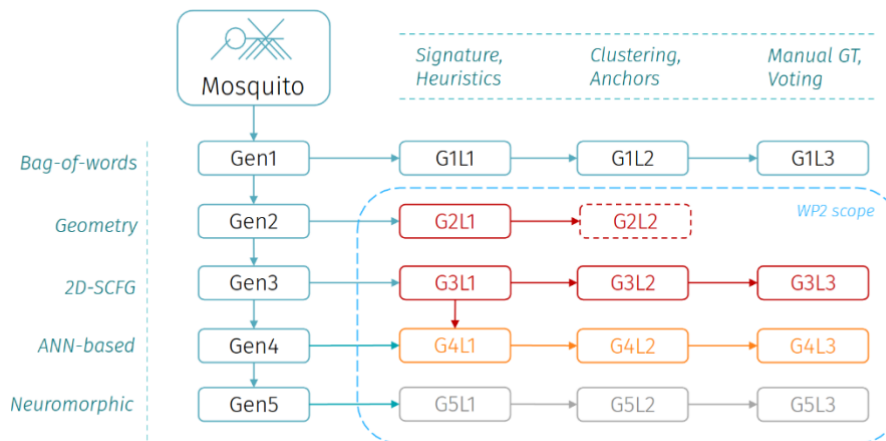 Mosquito
Signature,
Heuristics
Clustering,
Anchors
Manual GT,
Voting
Bag-of-words
Gen1
G1L1
G1L2
G1L3
WP2 scope
Geometry
Gen2
G2L1
G2L2
2D-SCFG
Gen3
G3L1
G3L2
G3L3
ANN-based
Gen4
G4L1
G4L2
G4L3
Neuromorphic
Gen5
G5L1
G5L2
G5L3